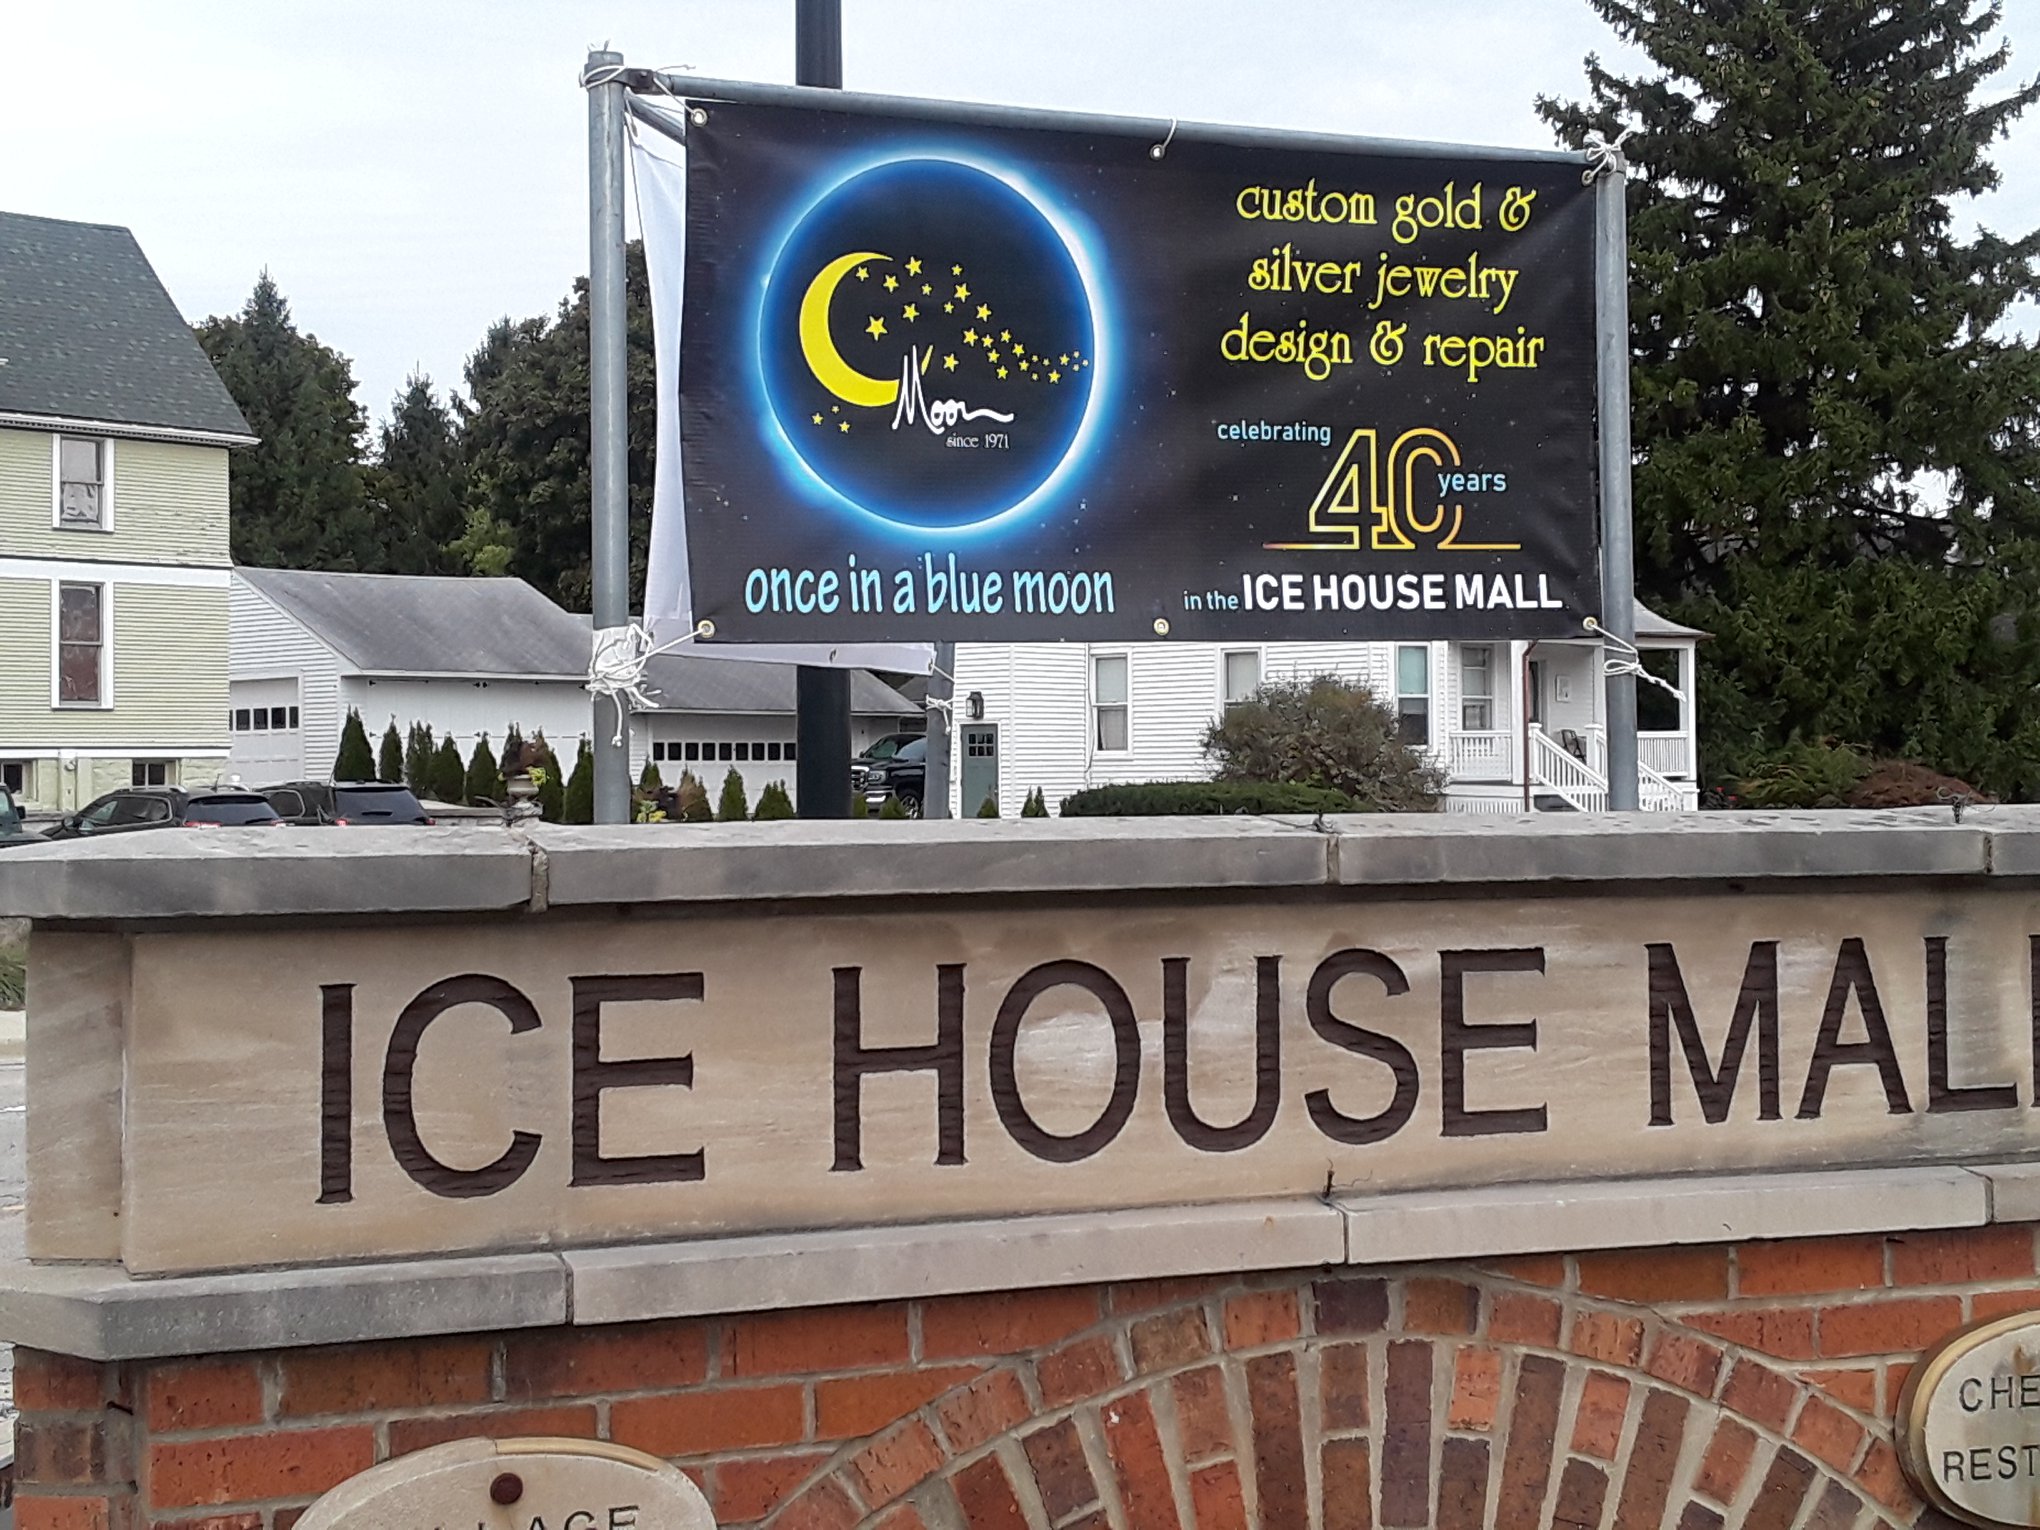 Moon
since 1971
once in a blue moon
custom gold &
silver jewelry
design & repair
celebrating
40
years
in the ICE HOUSE MALL
ICE HOUSE MALL